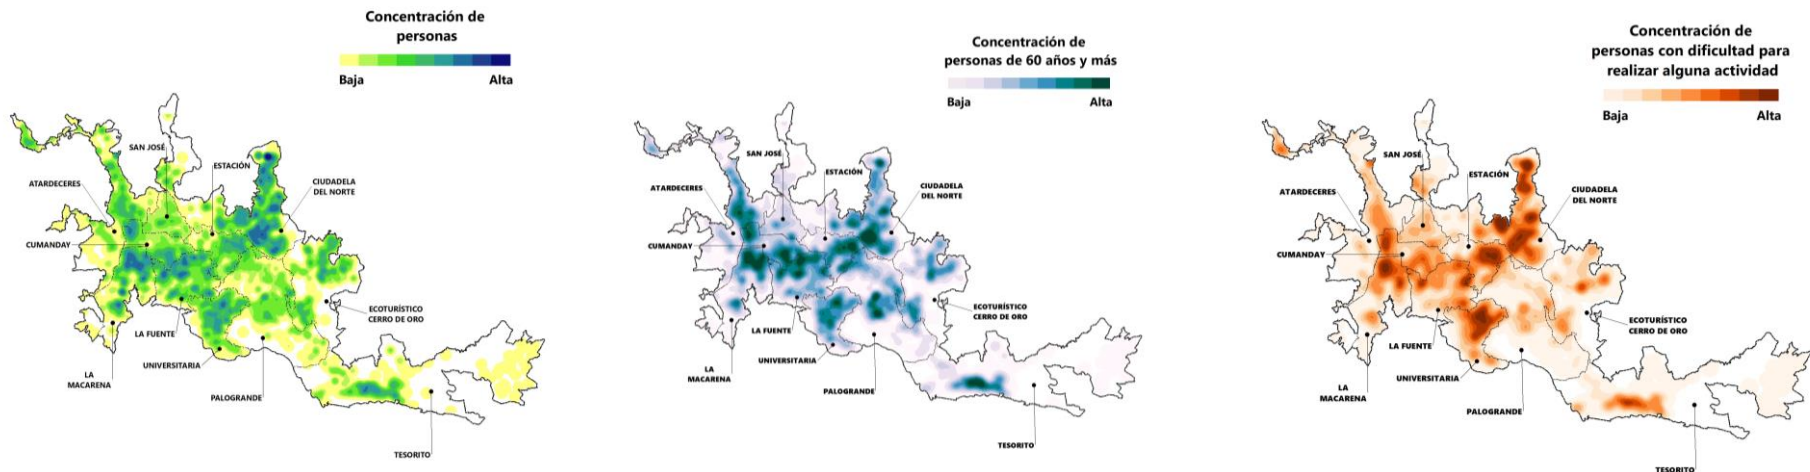 Concentración de
personas
Baja
Alta
SAN JOSÉ
ESTACIÓN
ATARDECERES
CIUDADELA
DEL NORTE
CUMANDAY
ECOTURÍSTICO
CERRO DE ORO
LA FUENTE
UNIVERSITARIA
LA
MACARENA
PALOGRANDE
TESORITO
Concentración de
personas de 60 años y más
Baja
Alta
SAN JOSÉ
ESTACIÓN
ATARDECERES
CIUDADELA
DEL NORTE
CUMANDAY
ECOTURÍSTICO
CERRO DE ORO
LA FUENTE
UNIVERSITARIA
LA
MACARENA
PALOGRANDE
TESORITO
Concentración de
personas con dificultad para
realizar alguna actividad
Baja
Alta
SAN JOSÉ
ESTACIÓN
ATARDECERES
CIUDADELA
DEL NORTE
CUMANDAY
ECOTURÍSTICO
CERRO DE ORO
LA FUENTE
UNIVERSITARIA
LA
MACARENA
PALOGRANDE
TESORITO